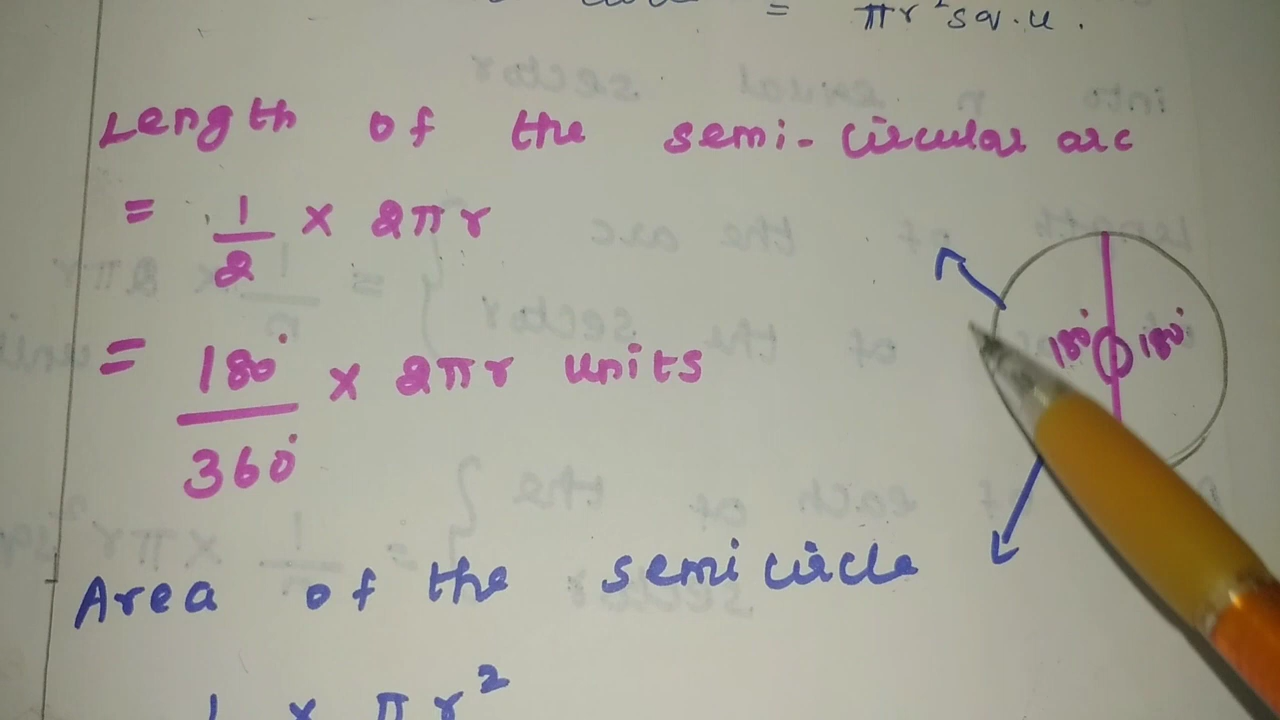 = πr² sq.u.
Length of the semi-circular arc
= 1/2 × 2πr
= 180°/360° × 2πr units
180° 180°
Area of the semicircle
1 × πr²